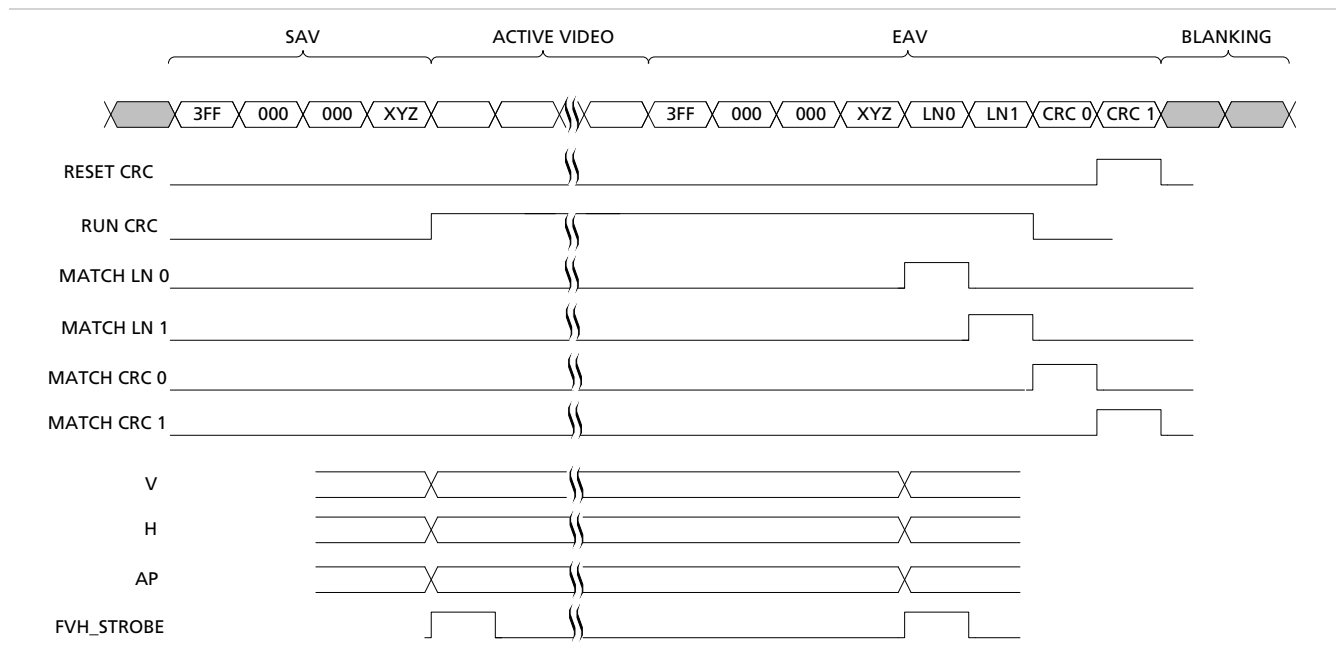 SAV ACTIVE VIDEO EAV BLANKING
3FF 000 000 XYZ 3FF 000 000 XYZ LN0 LN1 CRC 0 CRC 1
RESET CRC
RUN CRC
MATCH LN 0
MATCH LN 1
MATCH CRC 0
MATCH CRC 1
V
H
AP
FVH_STROBE